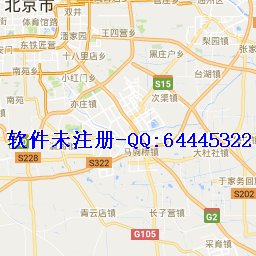 北京市
双井
王四营乡
梨园镇
潘家园
南苑乡
东铁匠营
黑庄户乡
十八里店乡
小红门乡
S15
台湖镇
次渠镇
亦庄镇
南苑
软件未注册-QQ:64445322
S228
S322
马驹桥镇
大杜社镇
于家务回族
S202
青云店镇
长子营镇
G2
G105
采育镇